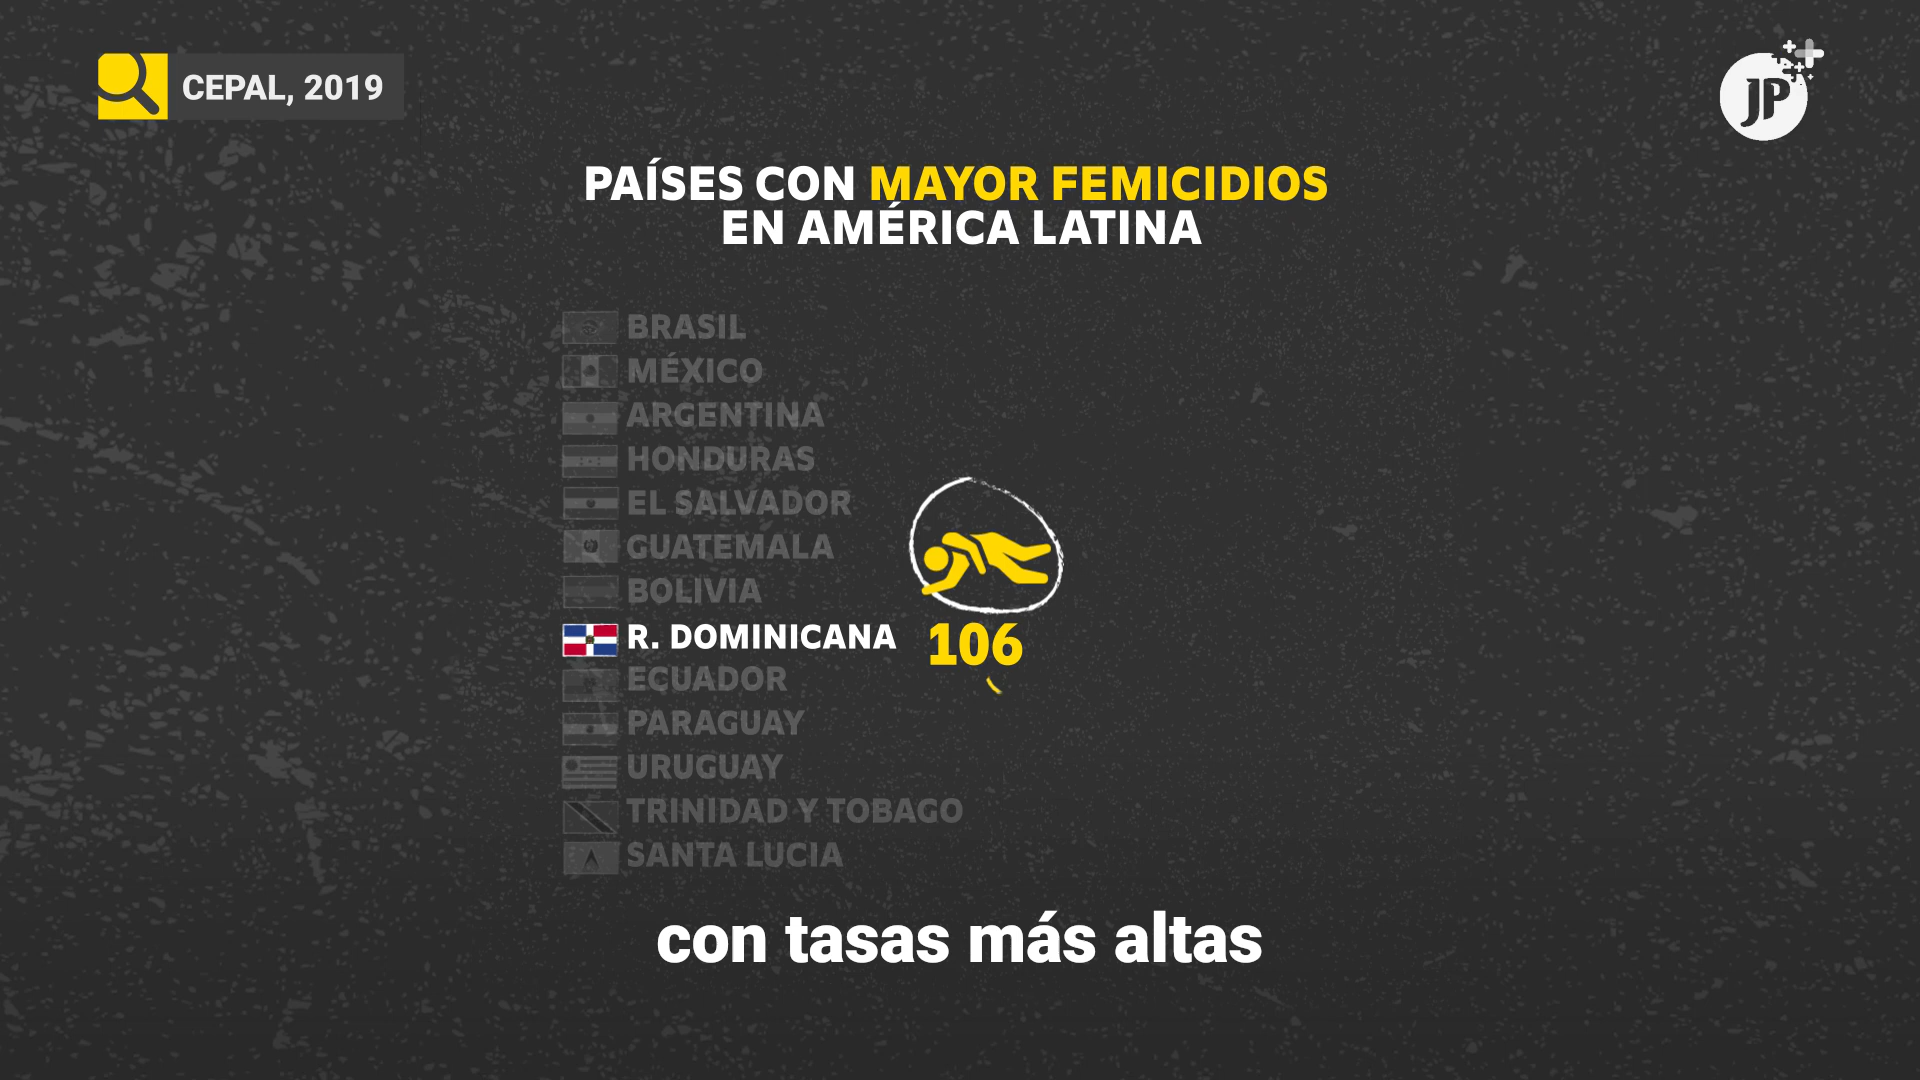 CEPAL, 2019
JP
PAÍSES CON MAYOR FEMICIDIOS
EN AMÉRICA LATINA
BRASIL
MÉXICO
ARGENTINA
HONDURAS
EL SALVADOR
GUATEMALA
BOLIVIA
R. DOMINICANA 106
ECUADOR
PARAGUAY
URUGUAY
TRINIDAD Y TOBAGO
SANTA LUCIA
con tasas más altas